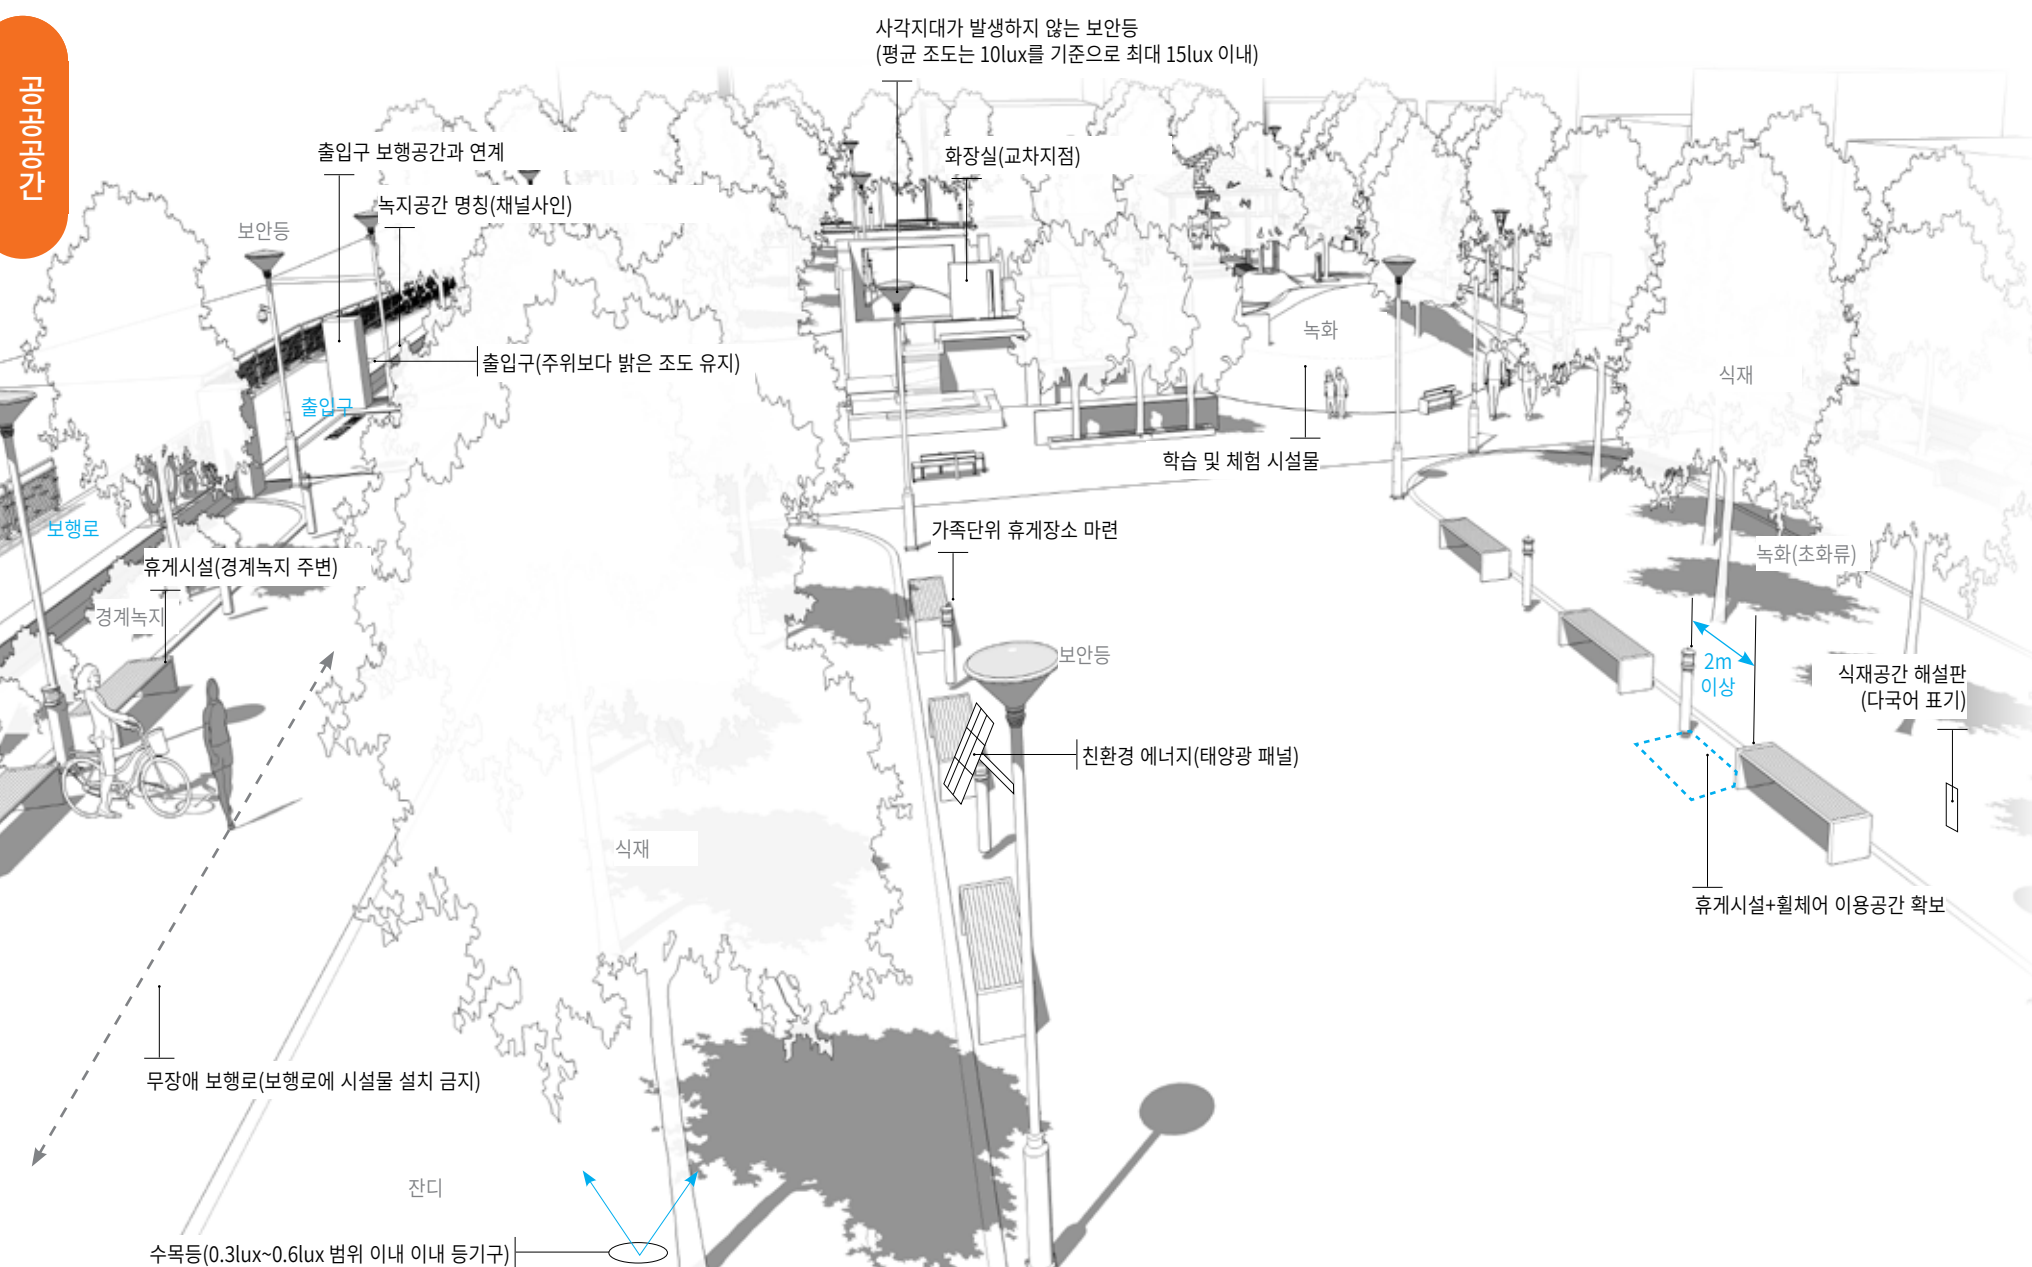 공공공간
사각지대가 발생하지 않는 보안등
(평균 조도는 10lux를 기준으로 최대 15lux 이내)
출입구 보행공간과 연계
화장실(교차지점)
녹지공간 명칭(채널사인)
보안등
녹화
출입구(주위보다 밝은 조도 유지)
식재
출입구
학습 및 체험 시설물
보행로
가족단위 휴게장소 마련
녹화(초화류)
휴게시설(경계녹지 주변)
경계녹지
보안등
2m
이상
식재공간 해설판
(다국어 표기)
친환경 에너지(태양광 패널)
식재
휴게시설+휠체어 이용공간 확보
무장애 보행로(보행로에 시설물 설치 금지)
잔디
수목등(0.3lux~0.6lux 범위 이내 이내 등기구)